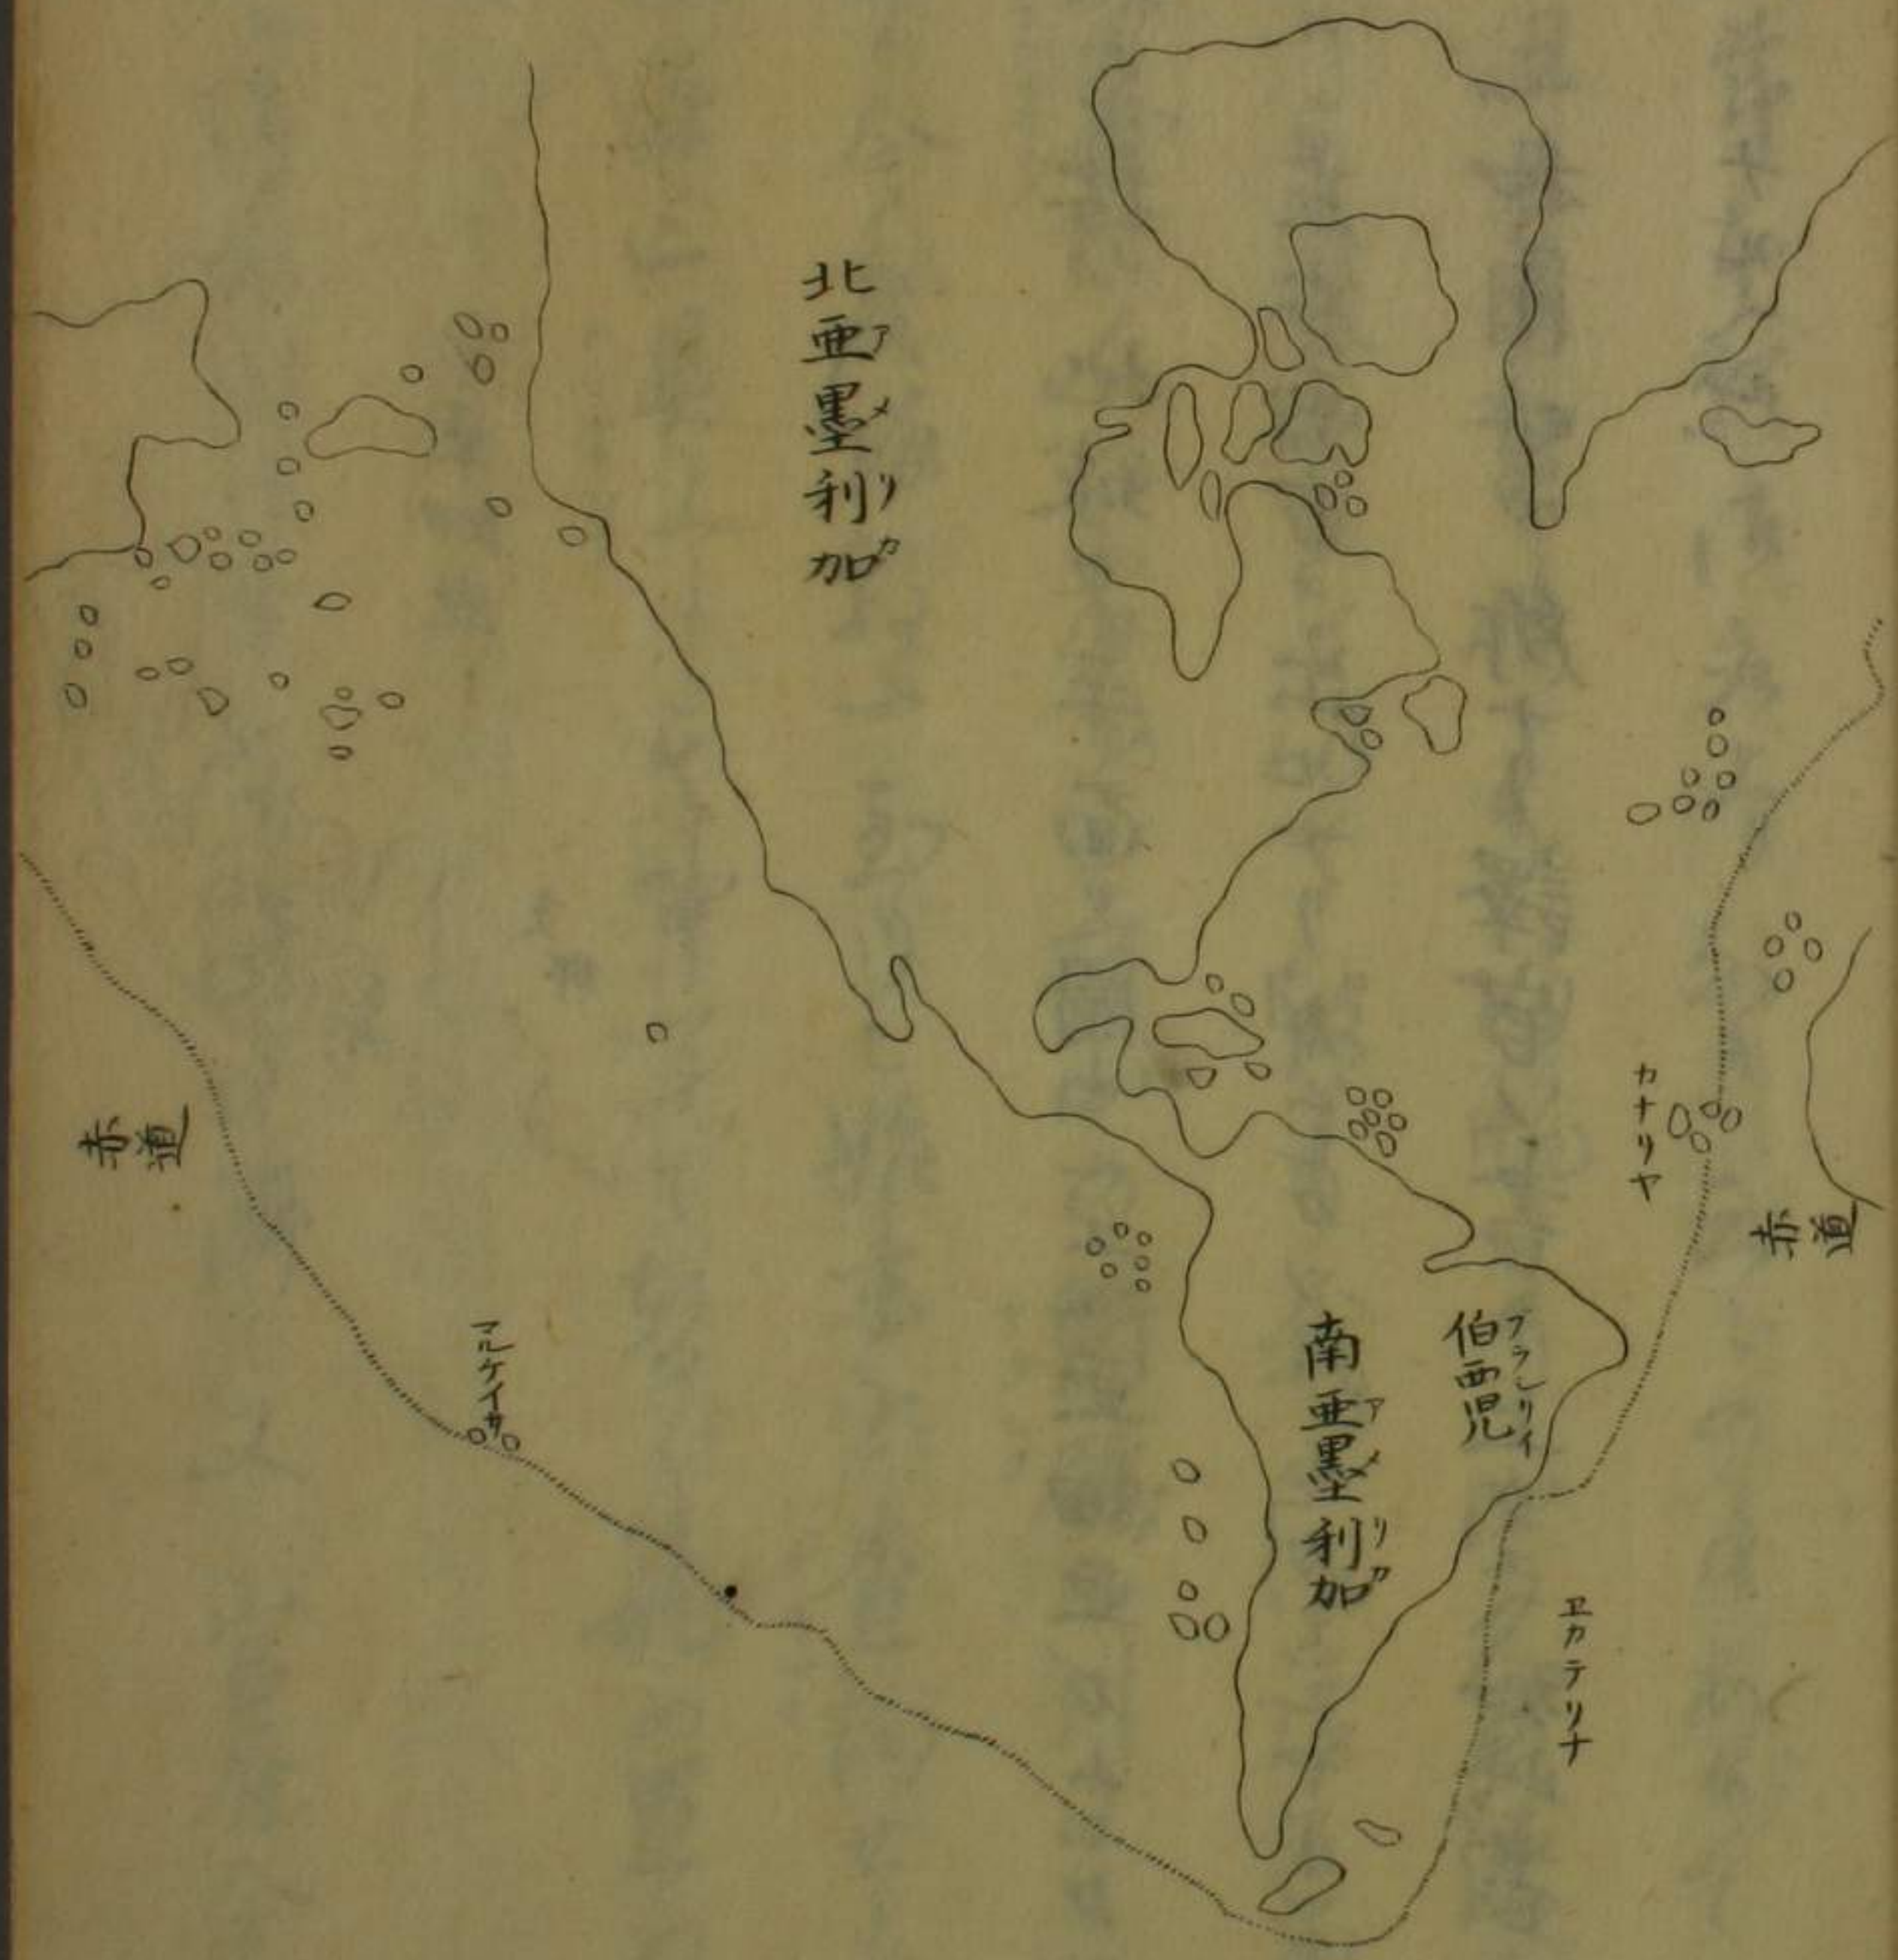 赤道
カナリヤ
ヱカテリナ
伯西児
ブラシリイ
南亜墨利加
アメリカ
北亜墨利加
アメリカ
マルケイサ
赤道